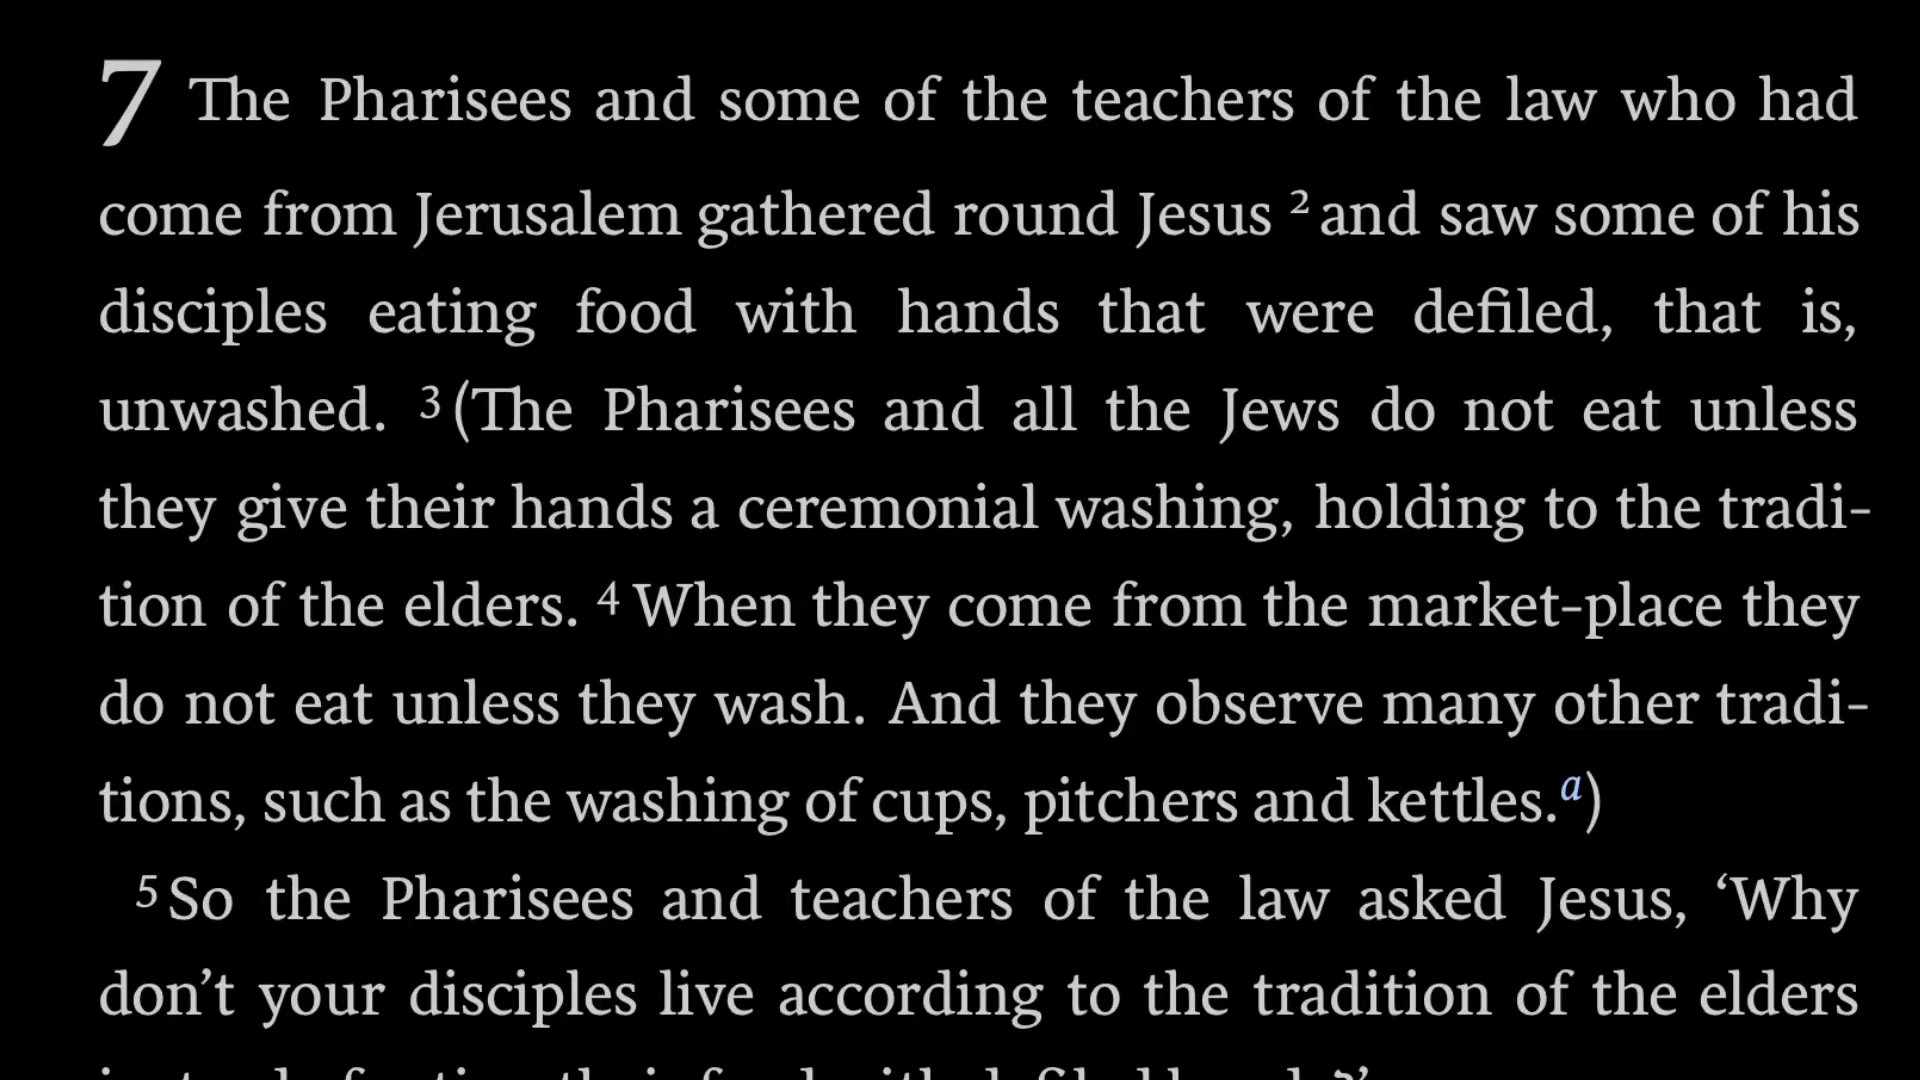 7 The Pharisees and some of the teachers of the law who had
come from Jerusalem gathered round Jesus 2 and saw some of his
disciples eating food with hands that were defiled, that is,
unwashed. 3 (The Pharisees and all the Jews do not eat unless
they give their hands a ceremonial washing, holding to the tradi-
tion of the elders. 4 When they come from the market-place they
do not eat unless they wash. And they observe many other tradi-
tions, such as the washing of cups, pitchers and kettles.a)
5 So the Pharisees and teachers of the law asked Jesus, ‘Why
don’t your disciples live according to the tradition of the elders